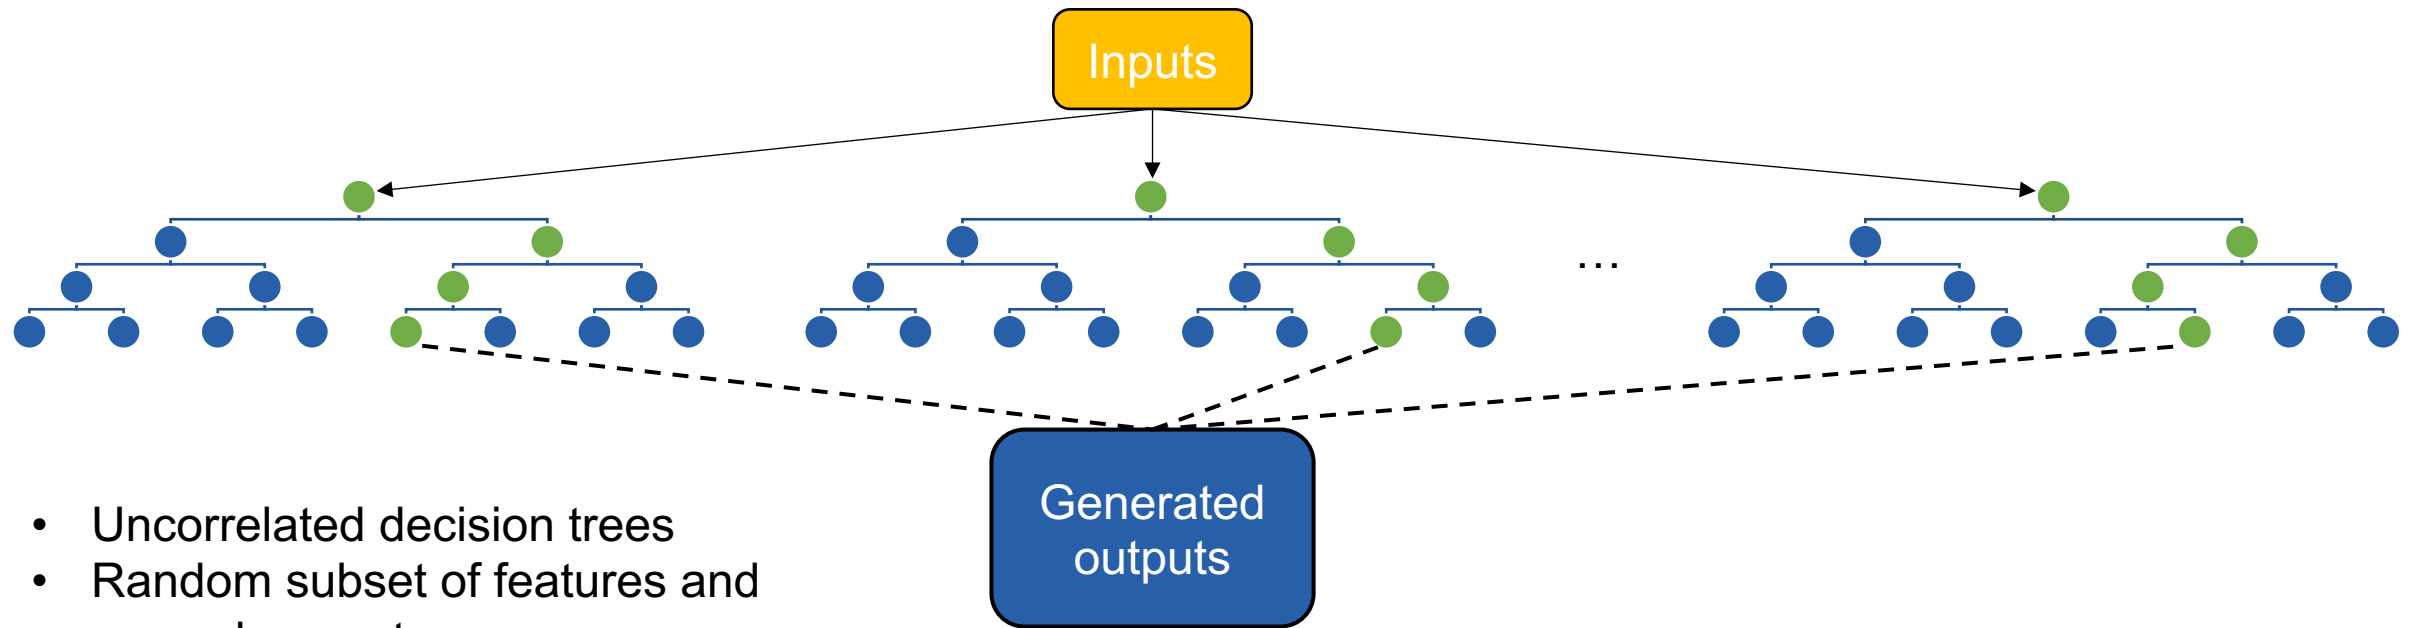 Inputs
…
Generated
outputs
• Uncorrelated decision trees
• Random subset of features and